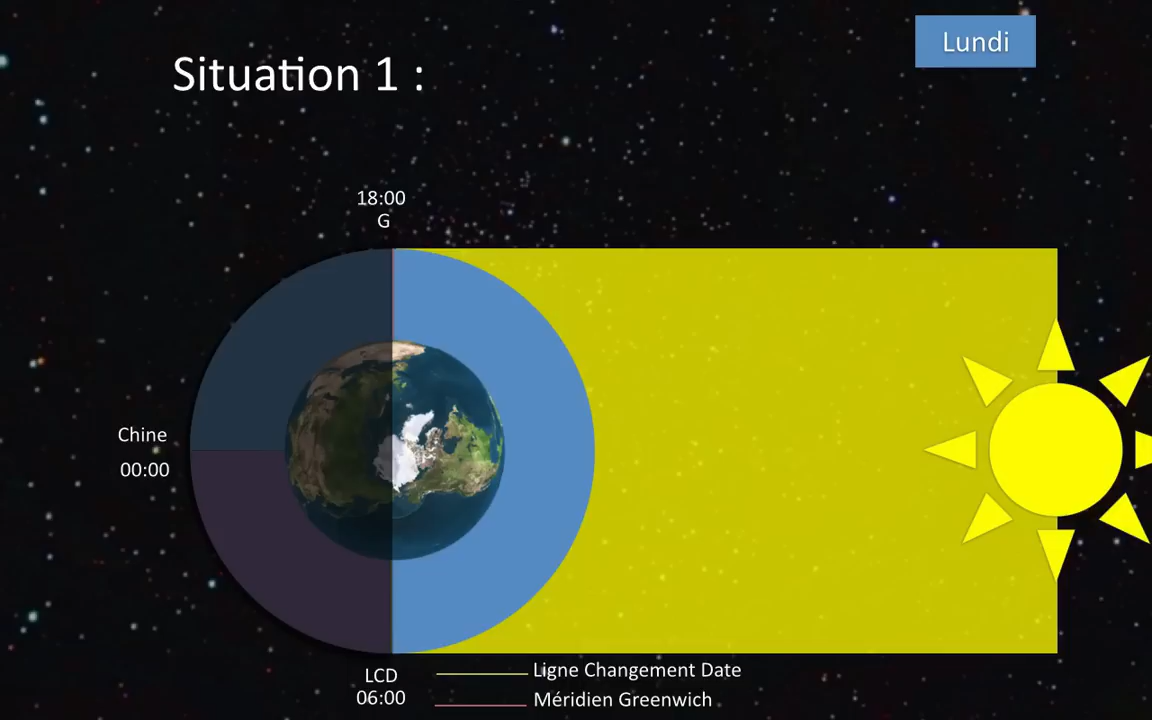 Lundi
Situation 1 :
18:00
G
Chine
00:00
LCD
06:00
Ligne Changement Date
Méridien Greenwich